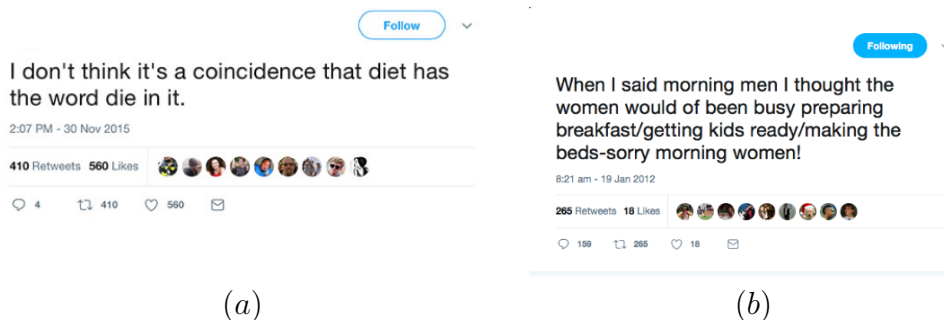 Follow
I don't think it's a coincidence that diet has
the word die in it.
2:07 PM - 30 Nov 2015
410 Retweets 560 Likes
4 410 560
(a)
Following
When I said morning men I thought the
women would of been busy preparing
breakfast/getting kids ready/making the
beds-sorry morning women!
8:21 am - 19 Jan 2012
265 Retweets 18 Likes
159 265 18
(b)